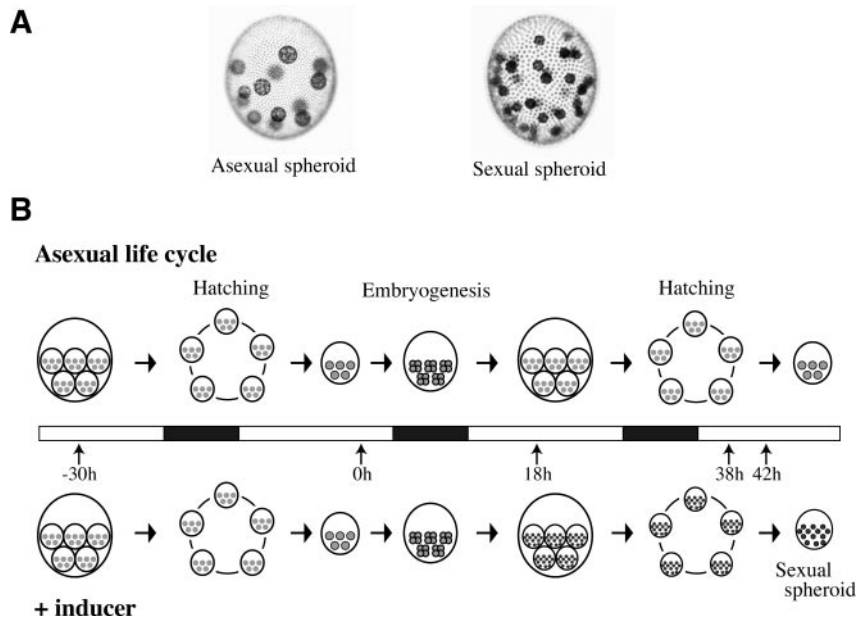 A
Asexual spheroid
Sexual spheroid
B
Asexual life cycle
Hatching
Embryogenesis
Hatching
-30h
0h
18h
38h
42h
Sexual
spheroid
+ inducer